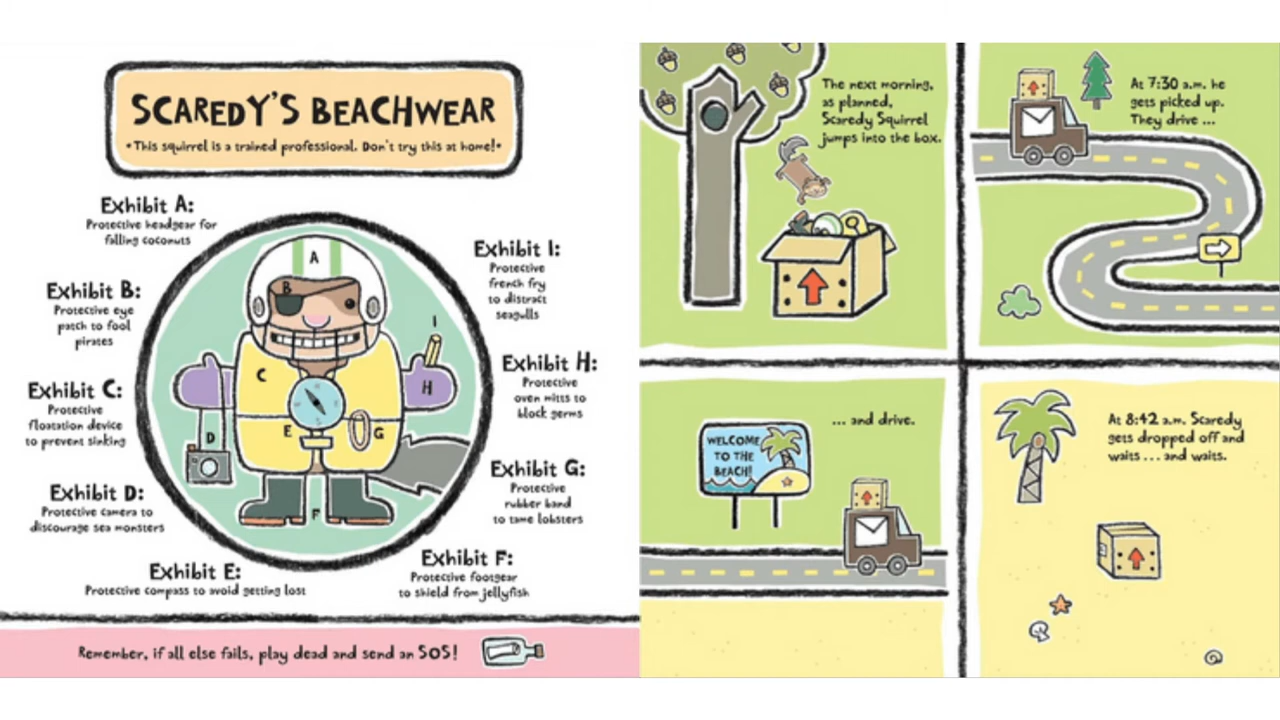 SCAREDY'S BEACHWEAR
•This squirrel is a trained professional. Don't try this at home!•
Exhibit A:
Protective headgear for
falling coconuts
Exhibit B:
Protective eye
patch to fool
pirates
Exhibit C:
Protective
floatation device
to prevent sinking
Exhibit D:
Protective camera to
discourage sea monsters
Exhibit E:
Protective compass to avoid getting lost
Exhibit F:
Protective footgear
to shield from jellyfish
Exhibit G:
Protective
rubber band
to tame lobsters
Exhibit H:
Protective
oven mitts to
block germs
Exhibit I:
Protective
french fry
to distract
seagulls
A
B
C
D
E
F
G
H
I
Remember, if all else fails, play dead and send an SOS!
The next morning,
as planned,
Scaredy Squirrel
jumps into the box.
At 7:30 a.m. he
gets picked up.
They drive ...
... and drive.
WELCOME
TO THE
BEACH!
At 8:42 a.m. Scaredy
gets dropped off and
waits ... and waits.